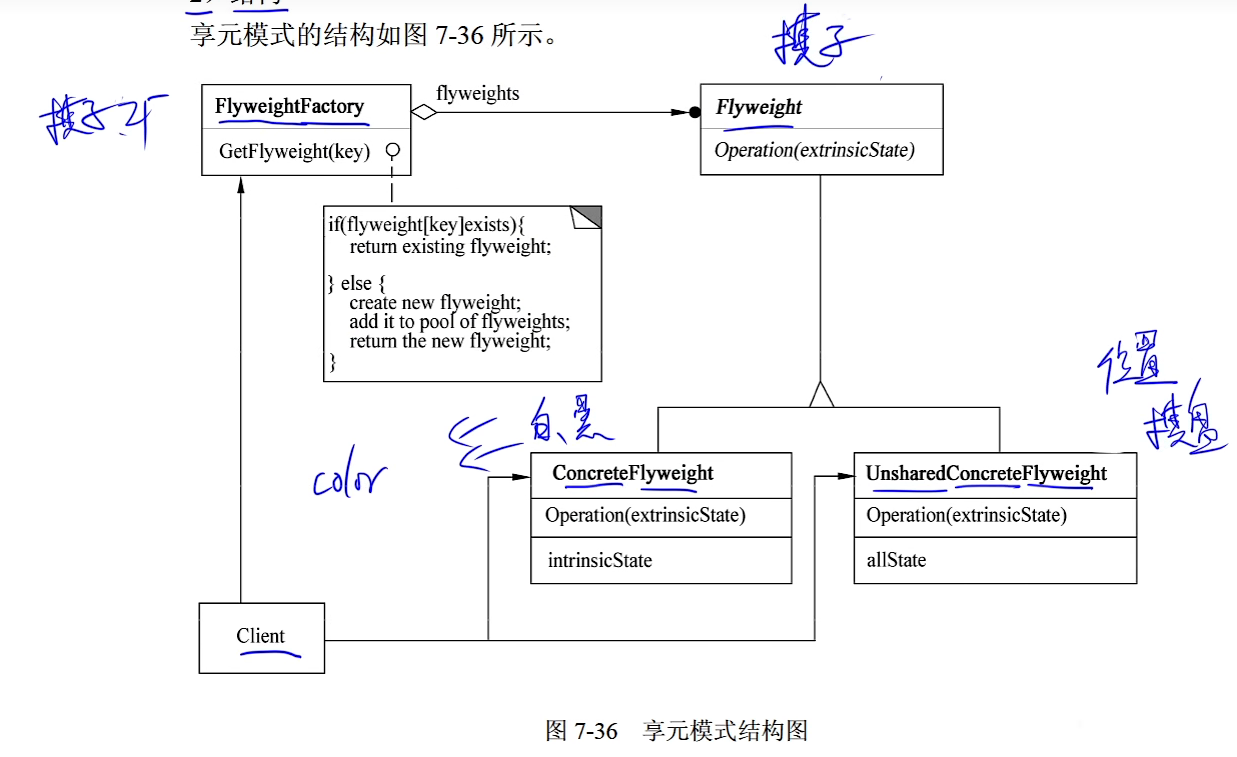 2）结构
享元模式的结构如图 7-36 所示。
棋子
棋子工厂
FlyweightFactory
GetFlyweight(key)
flyweights
Flyweight
Operation(extrinsicState)
if(flyweight[key]exists){
return existing flyweight;
} else {
create new flyweight;
add it to pool of flyweights;
return the new flyweight;
}
位置
棋盘
白、黑
color
ConcreteFlyweight
Operation(extrinsicState)
intrinsicState
UnsharedConcreteFlyweight
Operation(extrinsicState)
allState
Client
图 7-36 享元模式结构图